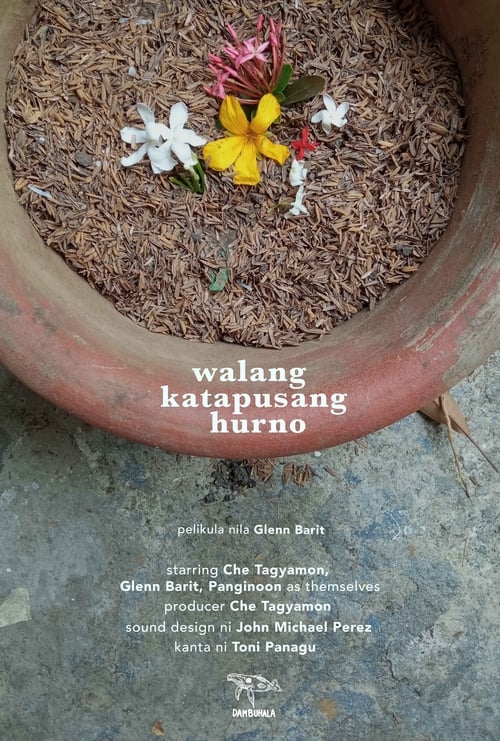 walang
katapusang
hurno
pelikula nila Glenn Barit
starring Che Tagyamon,
Glenn Barit, Panginoon as themselves
producer Che Tagyamon
sound design ni John Michael Perez
kanta ni Toni Panagu
DAMBUHALA